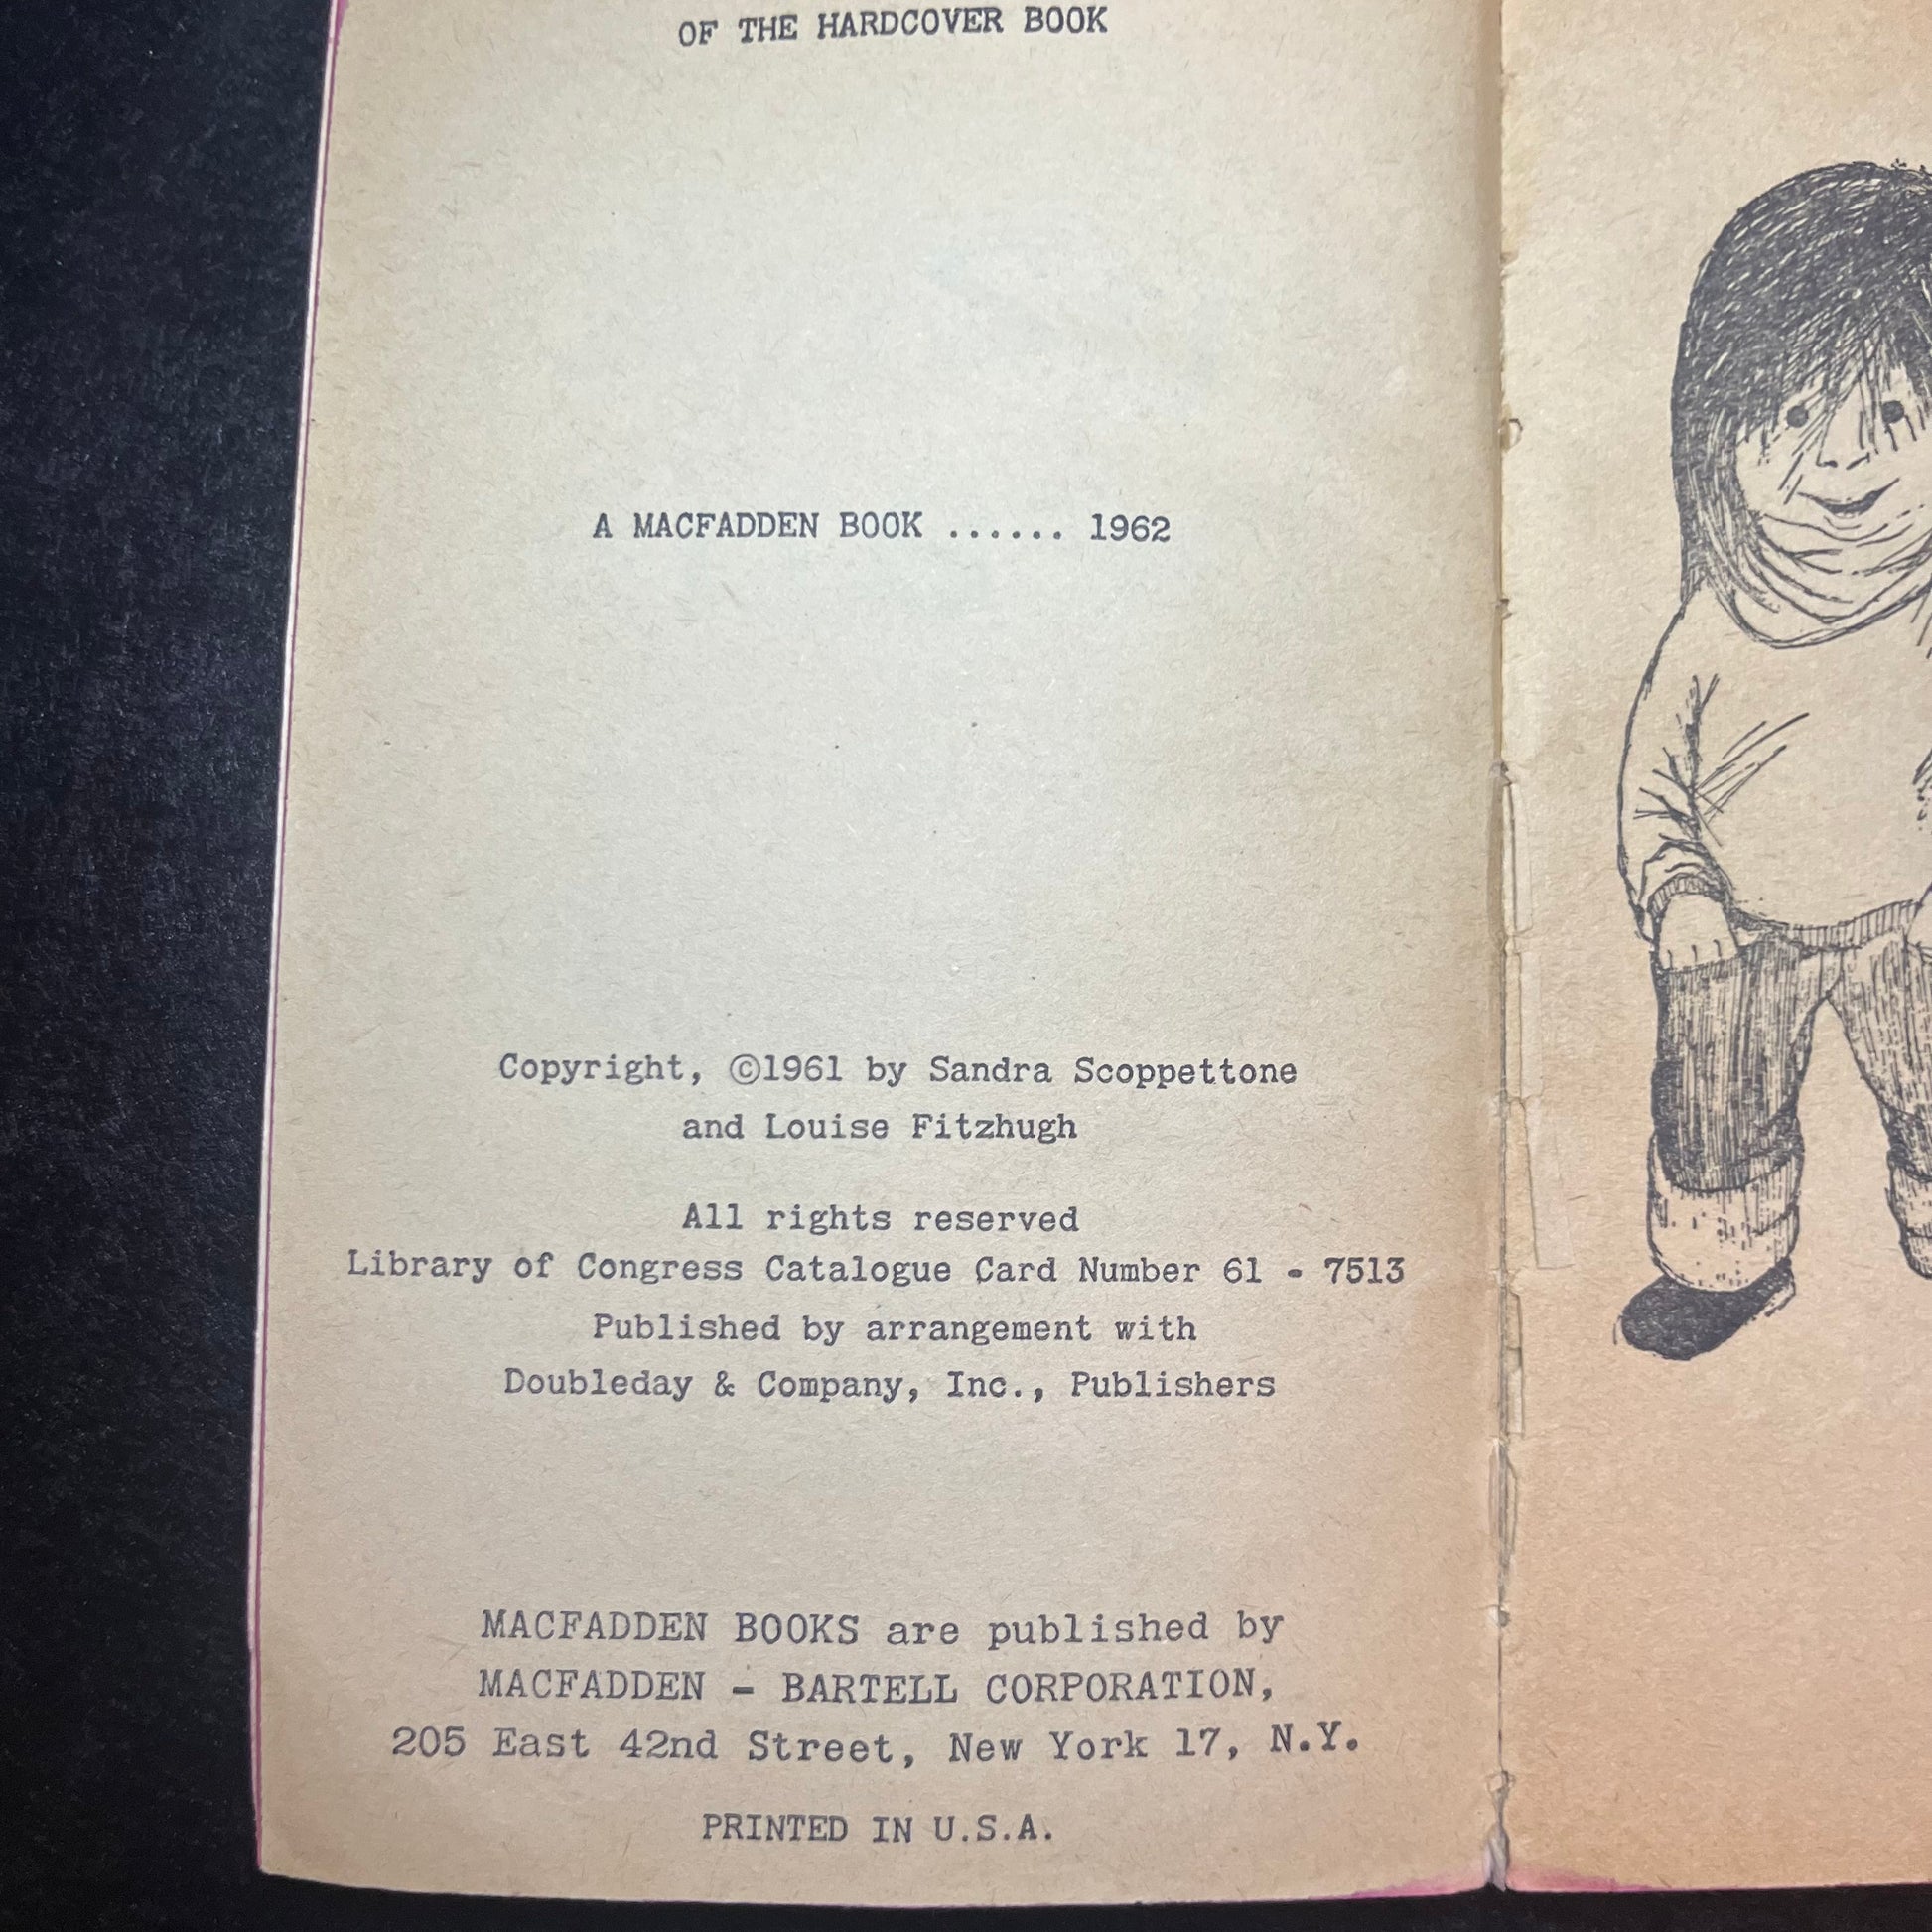 OF THE HARDCOVER BOOK
A MACFADDEN BOOK ...... 1962
Copyright, ©1961 by Sandra Scoppettone
and Louise Fitzhugh
All rights reserved
Library of Congress Catalogue Card Number 61 - 7513
Published by arrangement with
Doubleday & Company, Inc., Publishers
MACFADDEN BOOKS are published by
MACFADDEN - BARTELL CORPORATION,
205 East 42nd Street, New York 17, N.Y.
PRINTED IN U.S.A.